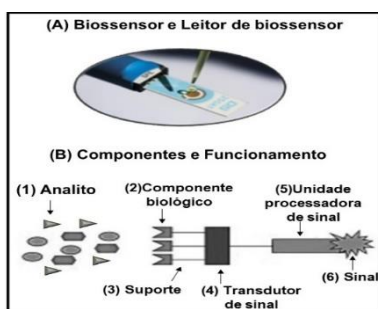 (A) Biossensor e Leitor de biossensor
(B) Componentes e Funcionamento
(1) Analito
(2)Componente
biológico
(5)Unidade
processadora
de sinal
(3) Suporte
(4) Transdutor
de sinal
(6) Sinal